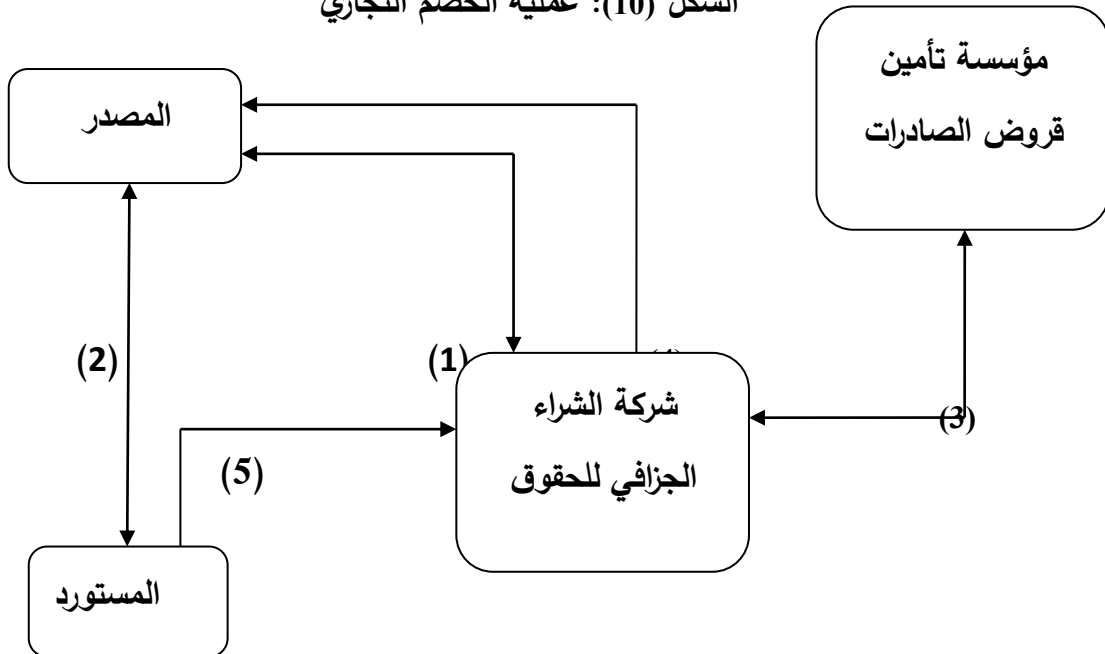 الشكل (10): عملية الخصم التجاري
مؤسسة تأمين
قروض الصادرات
المصدر
(2)
(1)
شركة الشراء
الجزافي للحقوق
(3)
(5)
المستورد